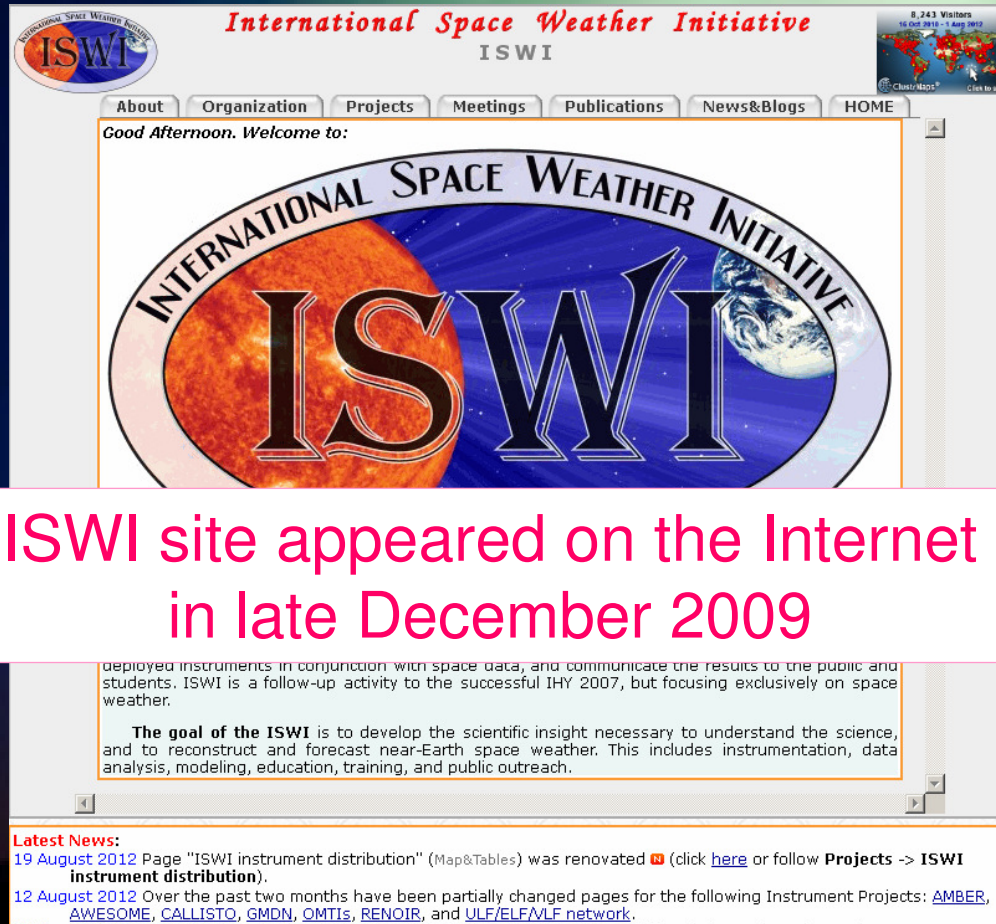 International Space Weather Initiative
ISWI
ISWI
8,243 Visitors
16 Oct 2010 - 1 Aug 2012
ClustrMaps®
Click to
About Organization Projects Meetings Publications News&Blogs HOME
Good Afternoon. Welcome to:
INTERNATIONAL SPACE WEATHER INITIATIVE
ISWI
ISWI site appeared on the Internet
in late December 2009
deployed instruments in conjunction with space data, and communicate the results to the public and
students. ISWI is a follow-up activity to the successful IHY 2007, but focusing exclusively on space
weather.
The goal of the ISWI is to develop the scientific insight necessary to understand the science,
and to reconstruct and forecast near-Earth space weather. This includes instrumentation, data
analysis, modeling, education, training, and public outreach.
Latest News:
19 August 2012 Page "ISWI instrument distribution" (Map&Tables) was renovated N (click here or follow Projects -> ISWI
instrument distribution).
12 August 2012 Over the past two months have been partially changed pages for the following Instrument Projects: AMBER,
AWESOME, CALLISTO, GMDN, OMTIs, RENOIR, and ULF/ELF/VLF network.